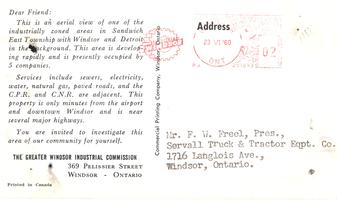 Dear Friend:
This is an aerial view of one of the
industrially zoned areas in Sandwich
East Township with Windsor and Detroit
in the background. This area is develop-
ing rapidly and is presently occupied by
5 companies.
Services include sewers, electricity,
water, natural gas, paved roads, and the
C.P.R. and C.N.R. are adjacent. This
property is only minutes from the airport
and downtown Windsor and is near
several major highways.
You are invited to investigate this
area of our community for yourself.
THE GREATER WINDSOR INDUSTRIAL COMMISSION
369 PELISSIER STREET
WINDSOR - ONTARIO
Printed in Canada
Commercial Printing Company, Windsor, Ontario
Address
23 VI '60
ONT
02
Mr. F. W. Freel, Pres.,
Servall Truck & Tractor Eqpt. Co.
1716 Langlois Ave.,
Windsor, Ontario.